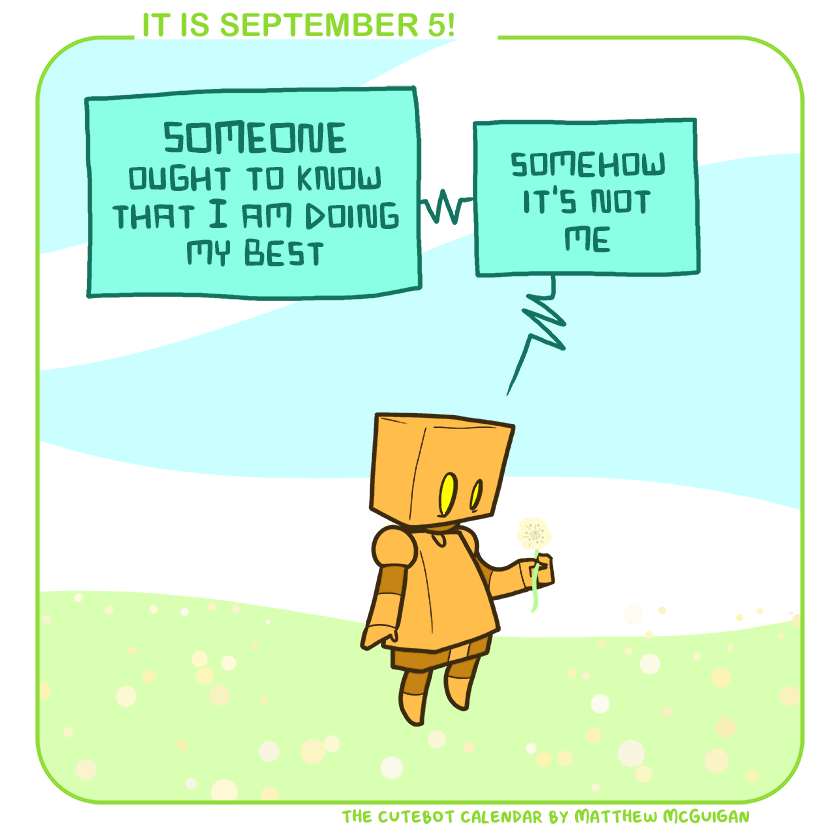 IT IS SEPTEMBER 5!
SOMEONE
OUGHT TO KNOW
THAT I AM DOING
MY BEST
SOMEHOW
IT'S NOT
ME
THE CUTEBOT CALENDAR BY MATTHEW MCGUIGAN